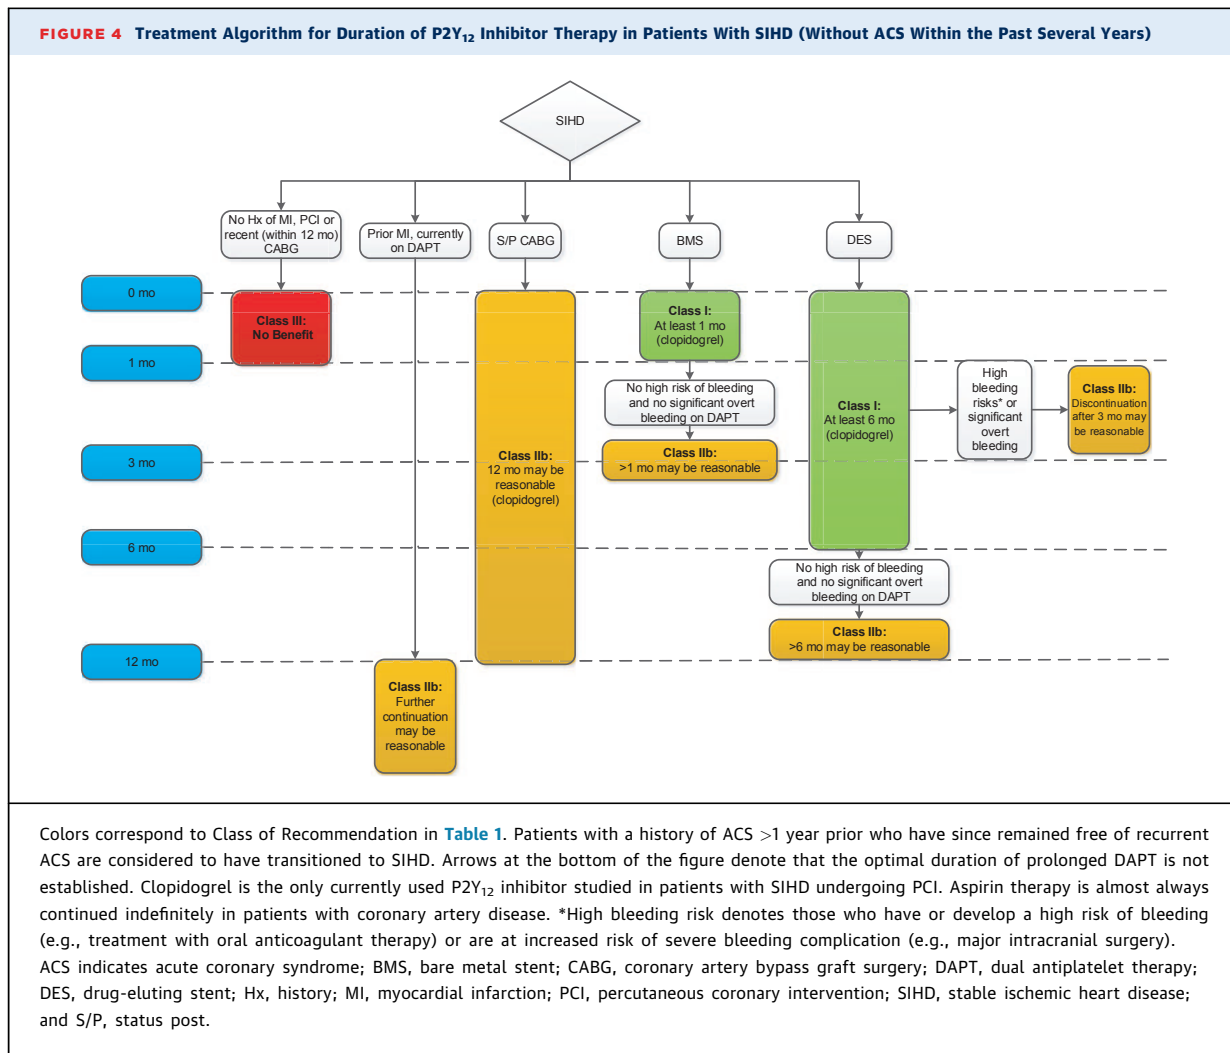 FIGURE 4 Treatment Algorithm for Duration of P2Y12 Inhibitor Therapy in Patients With SIHD (Without ACS Within the Past Several Years)
SIHD
No Hx of MI, PCI or
recent (within 12 mo)
CABG
Prior MI, currently
on DAPT
S/P CABG
BMS
DES
0 mo
Class III:
No Benefit
Class I:
At least 1 mo
(clopidogrel)
1 mo
No high risk of bleeding
and no significant overt
bleeding on DAPT
Class I:
At least 6 mo
(clopidogrel)
High
bleeding
risks* or
significant
overt
bleeding
Class IIb:
Discontinuation
after 3 mo may
be reasonable
3 mo
Class IIb:
12 mo may be
reasonable
(clopidogrel)
Class IIb:
>1 mo may be reasonable
6 mo
No high risk of bleeding
and no significant overt
bleeding on DAPT
Class IIb:
>6 mo may be reasonable
12 mo
Class IIb:
Further
continuation
may be
reasonable
Colors correspond to Class of Recommendation in Table 1. Patients with a history of ACS >1 year prior who have since remained free of recurrent
ACS are considered to have transitioned to SIHD. Arrows at the bottom of the figure denote that the optimal duration of prolonged DAPT is not
established. Clopidogrel is the only currently used P2Y12 inhibitor studied in patients with SIHD undergoing PCI. Aspirin therapy is almost always
continued indefinitely in patients with coronary artery disease. *High bleeding risk denotes those who have or develop a high risk of bleeding
(e.g., treatment with oral anticoagulant therapy) or are at increased risk of severe bleeding complication (e.g., major intracranial surgery).
ACS indicates acute coronary syndrome; BMS, bare metal stent; CABG, coronary artery bypass graft surgery; DAPT, dual antiplatelet therapy;
DES, drug-eluting stent; Hx, history; MI, myocardial infarction; PCI, percutaneous coronary intervention; SIHD, stable ischemic heart disease;
and S/P, status post.